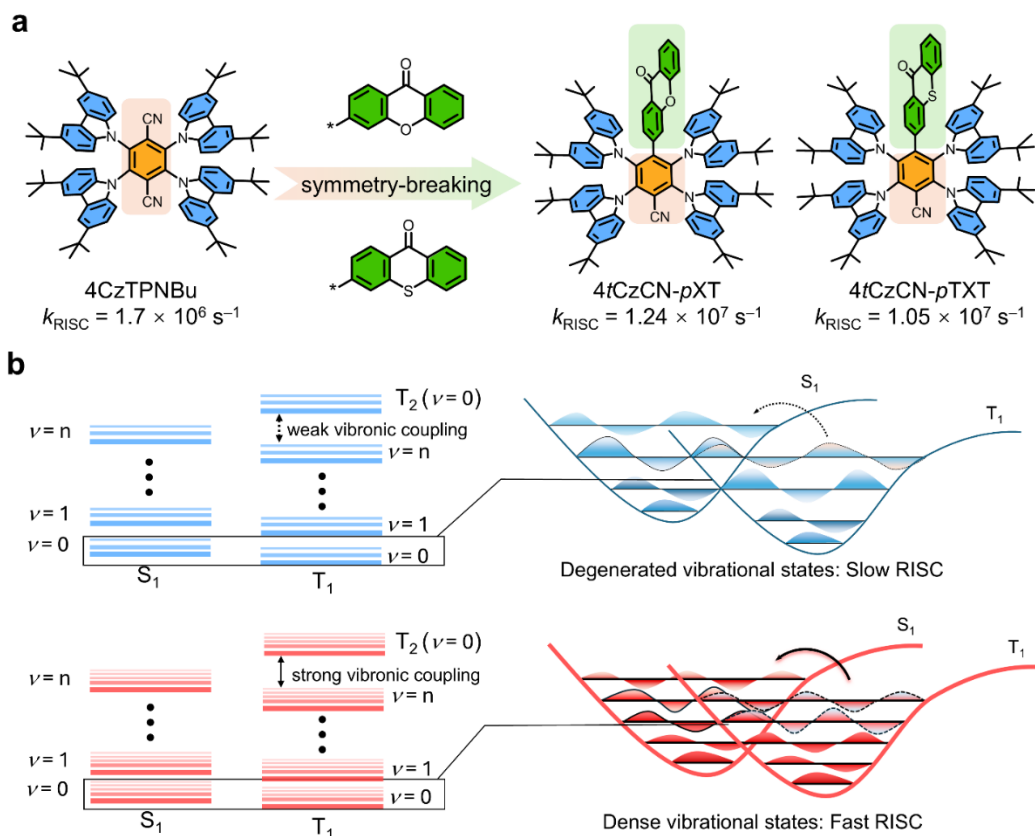 a
O
CN
N
N
N
N
CN
*
O
symmetry-breaking
O
*
S
O
O
N
N
N
N
CN
O
S
N
N
N
N
CN
4CzTPNBu
kRISC = 1.7 × 10⁶ s⁻¹
4tCzCN-pXT
kRISC = 1.24 × 10⁷ s⁻¹
4tCzCN-pTXT
kRISC = 1.05 × 10⁷ s⁻¹
b
T₂ (ν = 0)
weak vibronic coupling
ν = n
ν = n
ν = 1
ν = 1
ν = 0
ν = 0
S₁
T₁
S₁
T₁
Degenerated vibrational states: Slow RISC
T₂ (ν = 0)
strong vibronic coupling
ν = n
ν = n
ν = 1
ν = 1
ν = 0
ν = 0
S₁
T₁
S₁
T₁
Dense vibrational states: Fast RISC